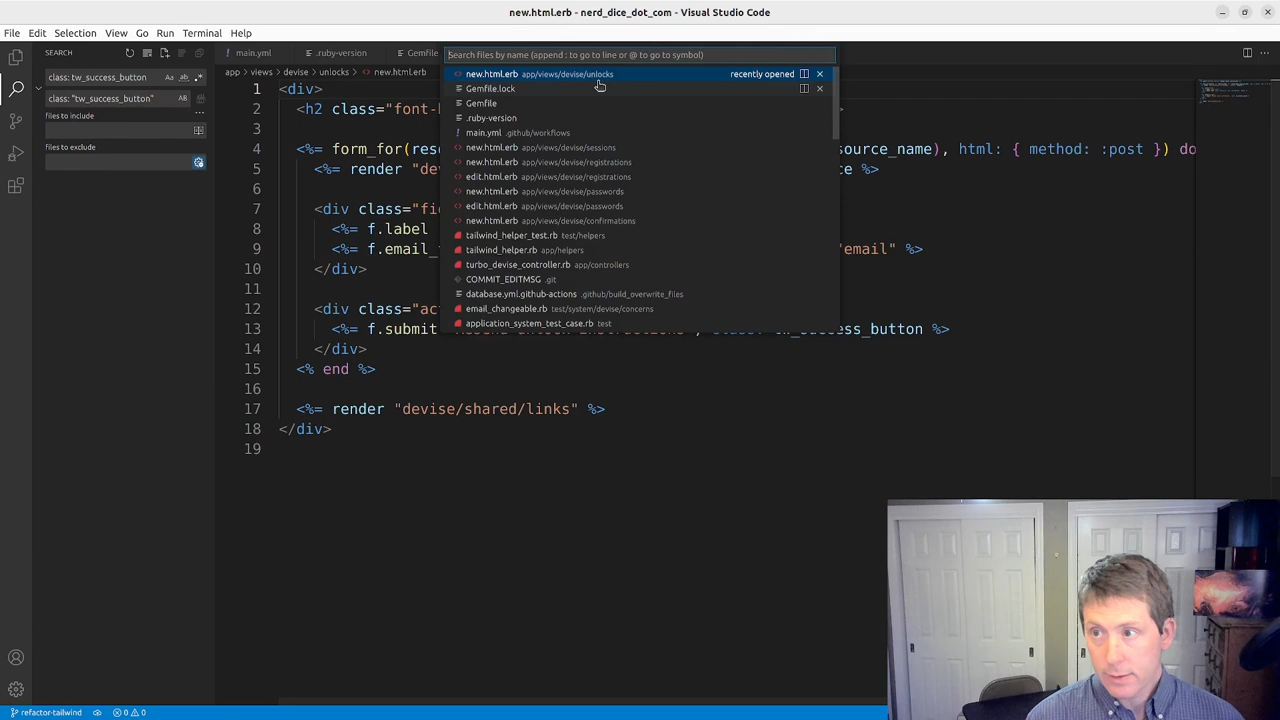 new.html.erb - nerd_dice_dot_com - Visual Studio Code
File Edit Selection View Go Run Terminal Help
SEARCH
main.yml .ruby-version Gemfile
class: tw_success_button
class: "tw_success_button"
files to include
files to exclude
app > views > devise > unlocks > new.html.erb
Search files by name (append : to go to line or @ to go to symbol)
new.html.erb app/views/devise/unlocks recently opened
Gemfile.lock
Gemfile
.ruby-version
main.yml .github/workflows
new.html.erb app/views/devise/sessions
new.html.erb app/views/devise/registrations
edit.html.erb app/views/devise/registrations
new.html.erb app/views/devise/passwords
edit.html.erb app/views/devise/passwords
new.html.erb app/views/devise/confirmations
tailwind_helper_test.rb test/helpers
tailwind_helper.rb app/helpers
turbo_devise_controller.rb app/controllers
COMMIT_EDITMSG .git
database.yml.github-actions .github/build_overwrite_files
email_changeable.rb test/system/devise/concerns
application_system_test_case.rb test
1 <div>
2 <h2 class="font-
3
4 <%= form_for(res ource_name), html: { method: :post }) do
5 <%= render "de ce %>
6
7 <div class="fi
8 <%= f.label
9 <%= f.email_ email" %>
10 </div>
11
12 <div class="ac
13 <%= f.submit _success_button %>
14 </div>
15 <% end %>
16
17 <%= render "devise/shared/links" %>
18 </div>
19
refactor-tailwind 0 0